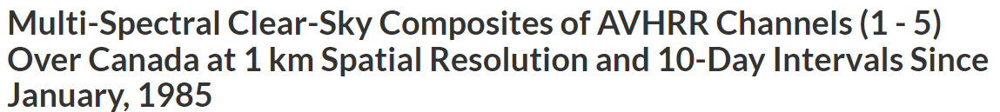 Multi-Spectral Clear-Sky Composites of AVHRR Channels (1 - 5)
Over Canada at 1 km Spatial Resolution and 10-Day Intervals Since
January, 1985